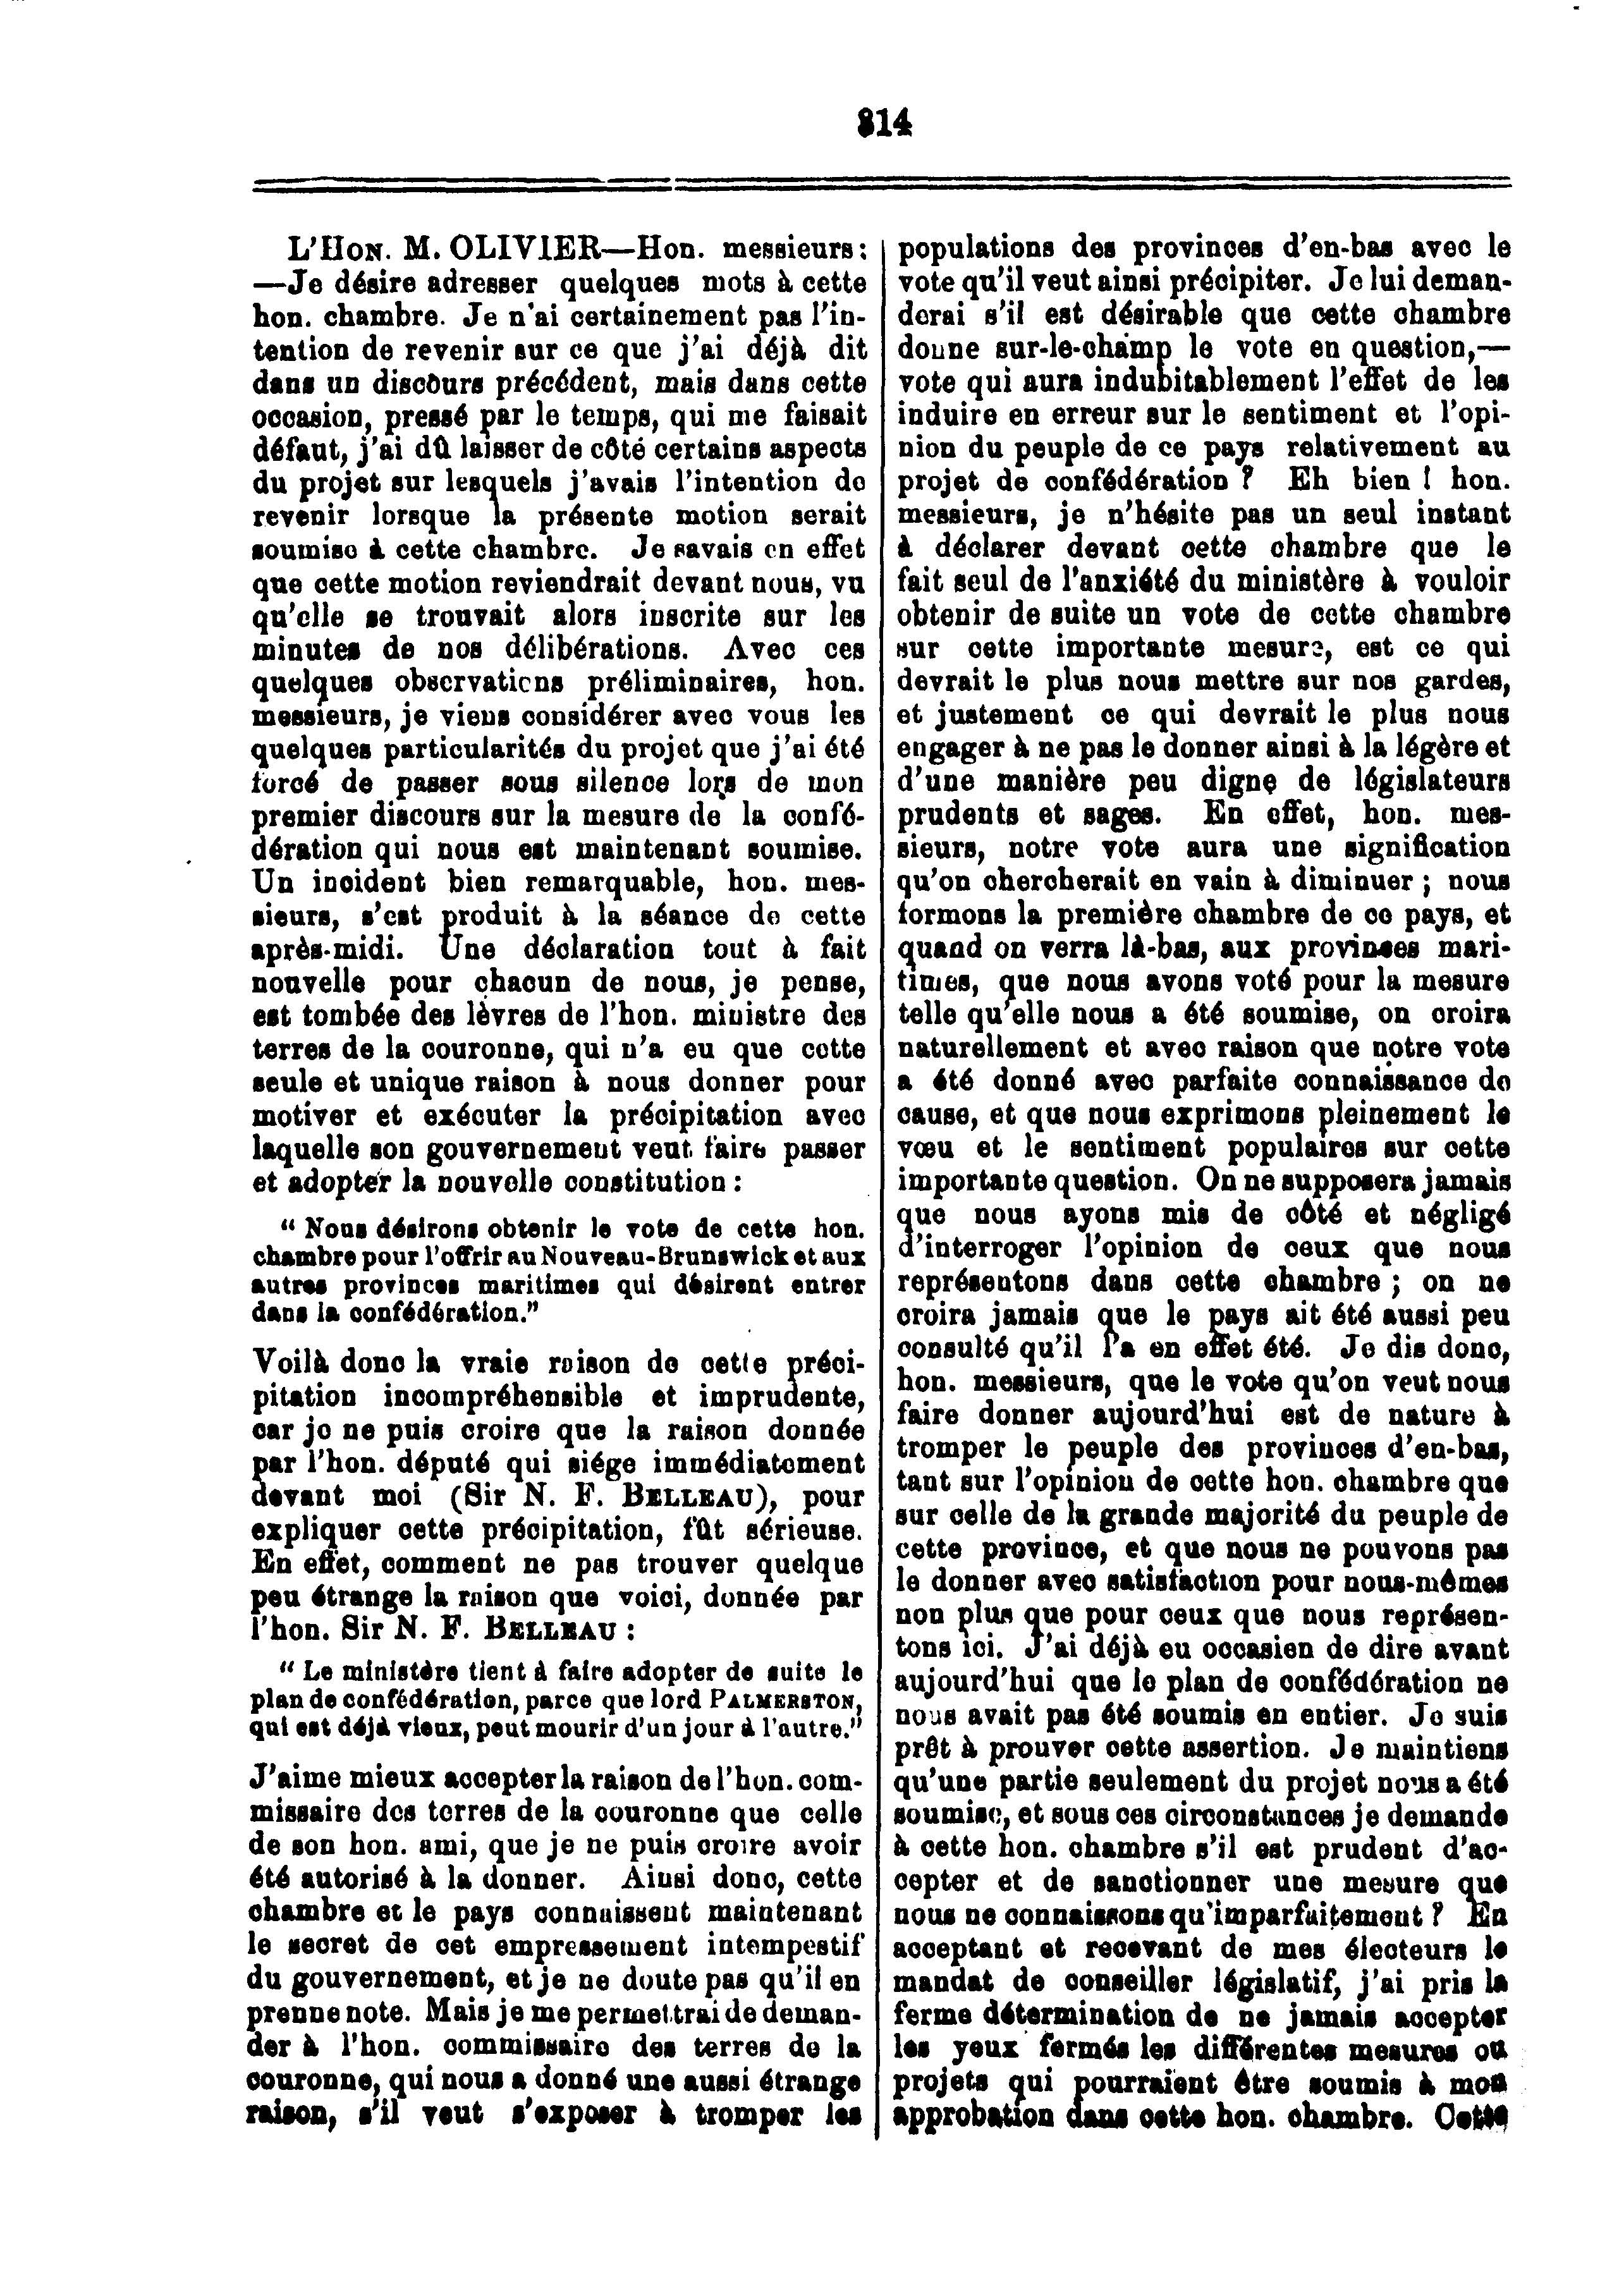 314
L'HON. M. OLIVIER—Hon. messieurs:
—Je désire adresser quelques mots à cette
hon. chambre. Je n'ai certainement pas l'in-
tention de revenir sur ce que j'ai déjà dit
dans un discours précédent, mais dans cette
occasion, pressé par le temps, qui me faisait
défaut, j'ai dû laisser de côté certains aspects
du projet sur lesquels j'avais l'intention de
revenir lorsque la présente motion serait
soumise à cette chambre. Je savais en effet
que cette motion reviendrait devant nous, vu
qu'elle se trouvait alors inscrite sur les
minutes de nos délibérations. Avec ces
quelques observations préliminaires, hon.
messieurs, je viens considérer avec vous les
quelques particularités du projet que j'ai été
forcé de passer sous silence lors de mon
premier discours sur la mesure de la confé-
dération qui nous est maintenant soumise.
Un incident bien remarquable, hon. mes-
sieurs, s'est produit à la séance de cette
après-midi. Une déclaration tout à fait
nouvelle pour chacun de nous, je pense,
est tombée des lèvres de l'hon. ministre des
terres de la couronne, qui n'a eu que cette
seule et unique raison à nous donner pour
motiver et exécuter la précipitation avec
laquelle son gouvernement veut faire passer
et adopter la nouvelle constitution :
“ Nous désirons obtenir le vote de cette hon.
chambre pour l'offrir au Nouveau-Brunswick et aux
autres provinces maritimes qui désirent entrer
dans la confédération.”
Voilà donc la vraie raison de cette préci-
pitation incompréhensible et imprudente,
car je ne puis croire que la raison donnée
par l'hon. député qui siége immédiatement
devant moi (Sir N. F. BELLEAU), pour
expliquer cette précipitation, fût sérieuse.
En effet, comment ne pas trouver quelque
peu étrange la raison que voici, donnée par
l'hon. Sir N. F. BELLEAU :
“ Le ministère tient à faire adopter de suite le
plan de confédération, parce que lord PALMERSTON,
qui est déjà vieux, peut mourir d'un jour à l'autre.”
J'aime mieux accepter la raison de l'hon. com-
missaire des terres de la couronne que celle
de son hon. ami, que je ne puis croire avoir
été autorisé à la donner. Ainsi donc, cette
chambre et le pays connaissent maintenant
le secret de cet empressement intempestif
du gouvernement, et je ne doute pas qu'il en
prenne note. Mais je me permettrai de deman-
der à l'hon. commissaire des terres de la
couronne, qui nous a donné une aussi étrange
raison, s'il veut s'exposer à tromper les
populations des provinces d'en-bas avec le
vote qu'il veut ainsi précipiter. Je lui deman-
derai s'il est désirable que cette chambre
donne sur-le-champ le vote en question,—
vote qui aura indubitablement l'effet de les
induire en erreur sur le sentiment et l'opi-
nion du peuple de ce pays relativement au
projet de confédération ? Eh bien ! hon.
messieurs, je n'hésite pas un seul instant
à déclarer devant cette chambre que le
fait seul de l'anxiété du ministère à vouloir
obtenir de suite un vote de cette chambre
sur cette importante mesure, est ce qui
devrait le plus nous mettre sur nos gardes,
et justement ce qui devrait le plus nous
engager à ne pas le donner ainsi à la légère et
d'une manière peu digne de législateurs
prudents et sages. En effet, hon. mes-
sieurs, notre vote aura une signification
qu'on chercherait en vain à diminuer ; nous
formons la première chambre de ce pays, et
quand on verra là-bas, aux provinces mari-
times, que nous avons voté pour la mesure
telle qu'elle nous a été soumise, on croira
naturellement et avec raison que notre vote
a été donné avec parfaite connaissance de
cause, et que nous exprimons pleinement le
vœu et le sentiment populaires sur cette
importante question. On ne supposera jamais
que nous ayons mis de côté et négligé
d'interroger l'opinion de ceux que nous
représentons dans cette chambre ; on ne
croira jamais que le pays ait été aussi peu
consulté qu'il l'a en effet été. Je dis donc,
hon. messieurs, que le vote qu'on veut nous
faire donner aujourd'hui est de nature à
tromper le peuple des provinces d'en-bas,
tant sur l'opinion de cette hon. chambre que
sur celle de la grande majorité du peuple de
cette province, et que nous ne pouvons pas
le donner avec satisfaction pour nous-mêmes
non plus que pour ceux que nous représen-
tons ici. J'ai déjà eu occasion de dire avant
aujourd'hui que le plan de confédération ne
nous avait pas été soumis en entier. Je suis
prêt à prouver cette assertion. Je maintiens
qu'une partie seulement du projet nous a été
soumise, et sous ces circonstances je demande
à cette hon. chambre s'il est prudent d'ac-
cepter et de sanctionner une mesure que
nous ne connaissons qu'imparfaitement ? En
acceptant et recevant de mes électeurs le
mandat de conseiller législatif, j'ai pris la
ferme détermination de ne jamais accepter
les yeux fermés les différentes mesures ou
projets qui pourraient être soumis à mon
approbation dans cette hon. chambre. Cette